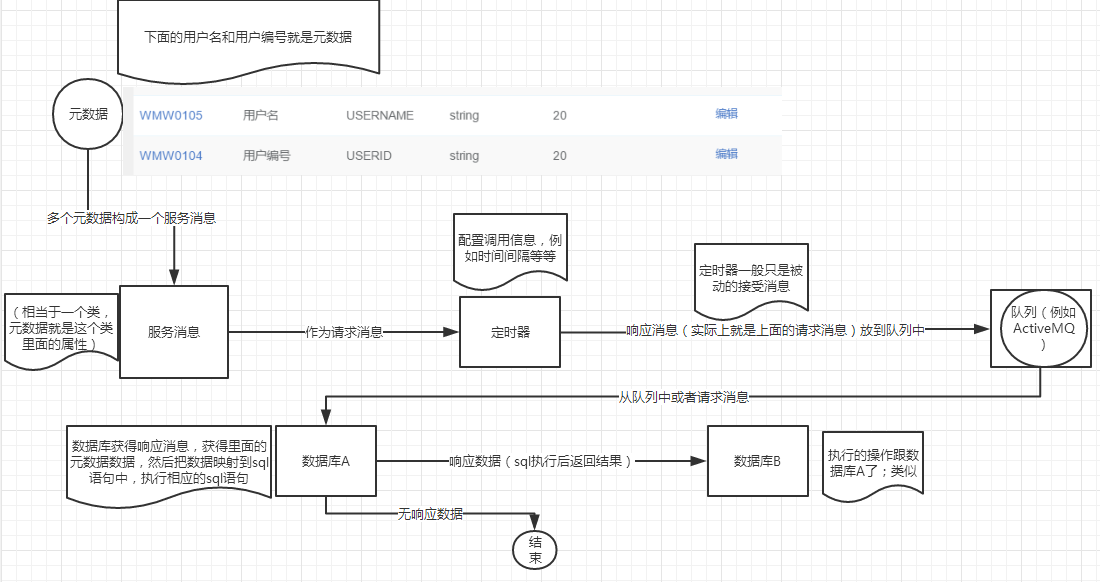 下面的用户名和用户编号就是元数据
元数据
WMW0105 用户名 USERNAME string 20 编辑
WMW0104 用户编号 USERID string 20 编辑
多个元数据构成一个服务消息
配置调用信息，例
如时间间隔等等
定时器一般只是被
动的接受消息
（相当于一个类，
元数据就是这个类
里面的属性）
服务消息
作为请求消息
定时器
响应消息（实际上就是上面的请求消息）放到队列中
队列（例如
ActiveMQ
）
从队列中或者请求消息
数据库获得响应消息，获得里面的
元数据数据，然后把数据映射到sql
语句中，执行相应的sql语句
数据库A
响应数据（sql执行后返回结果）
数据库B
执行的操作跟数
据库A了；类似
无响应数据
结
束